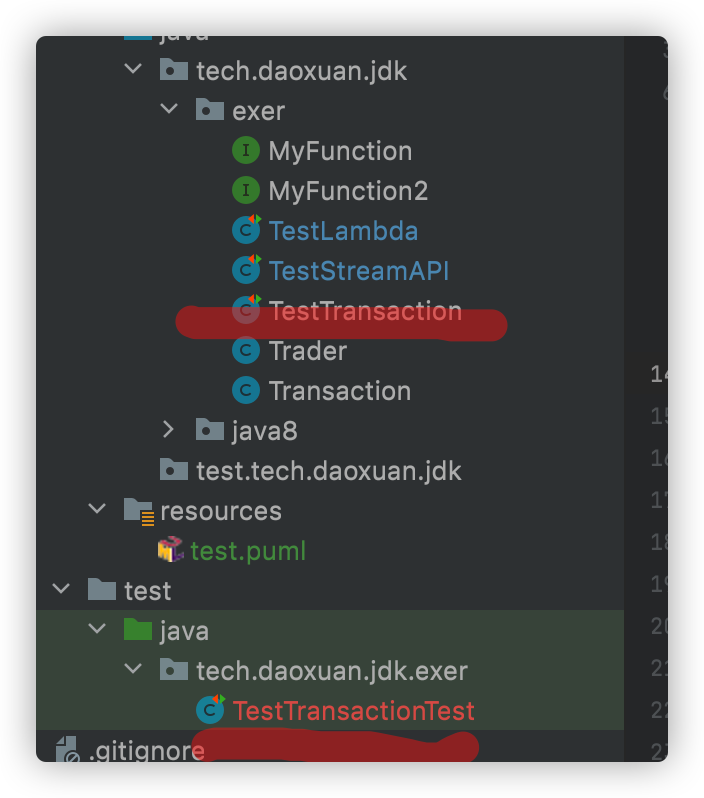 java
tech.daoxuan.jdk
exer
I MyFunction
I MyFunction2
C TestLambda
C TestStreamAPI
C TestTransaction
C Trader
C Transaction
java8
test.tech.daoxuan.jdk
resources
test.puml
test
java
tech.daoxuan.jdk.exer
C TestTransactionTest
.gitignore
14
15
16
17
18
19
20
21
22
23